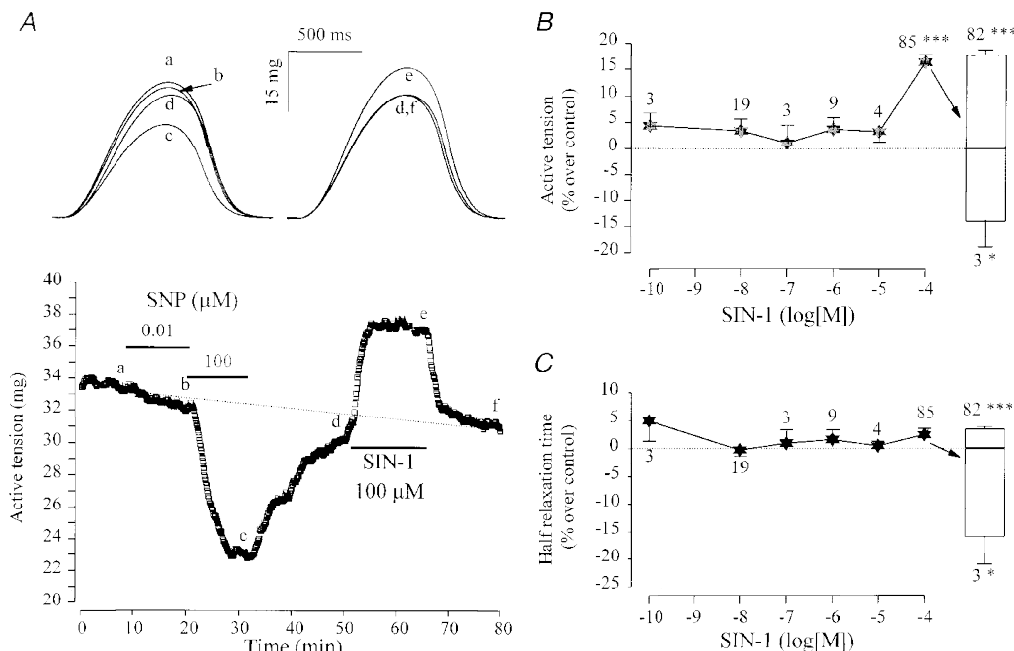 A
500 ms
15 mg
a
b
d
c
e
d,f
40
38
36
34
32
30
28
26
24
22
20
Active tension (mg)
SNP (µM)
0.01
100
a
b
c
d
e
f
SIN-1
100 µM
0 10 20 30 40 50 60 70 80
Time (min)
B
20
15
10
5
0
-5
-10
-15
-20
Active tension
(% over control)
3
19
3
9
4
85 ***
82 ***
3 *
-10 -9 -8 -7 -6 -5 -4
SIN-1 (log[M])
C
10
5
0
-5
-10
-15
-20
-25
Half relaxation time
(% over control)
3
19
3
9
4
85
82 ***
3 *
-10 -9 -8 -7 -6 -5 -4
SIN-1 (log[M])